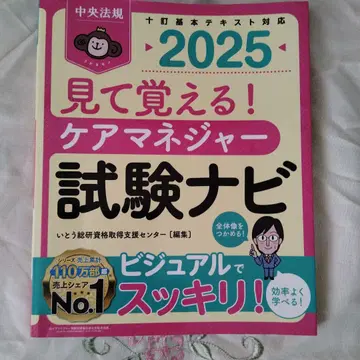 中央法規
十訂基本テキスト対応
2025
見て覚える!
ケアマネジャー
試験ナビ
いとう総研資格取得支援センター[編集]
全体像を
つかめる!
シリーズ売上累計
110万部超
売上シェア
No.1
ビジュアルで
スッキリ!
効率よく
学べる!